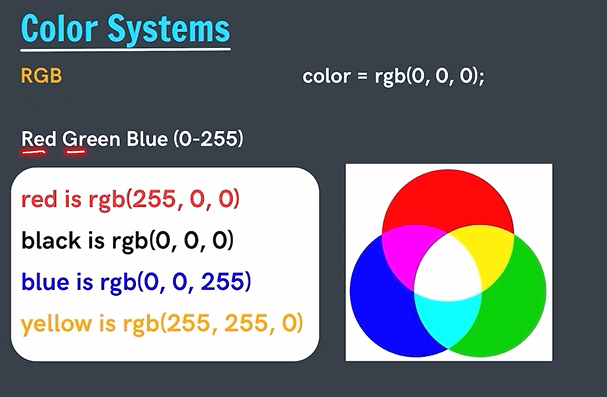 Color Systems
RGB
color = rgb(0, 0, 0);
Red Green Blue (0-255)
red is rgb(255, 0, 0)
black is rgb(0, 0, 0)
blue is rgb(0, 0, 255)
yellow is rgb(255, 255, 0)